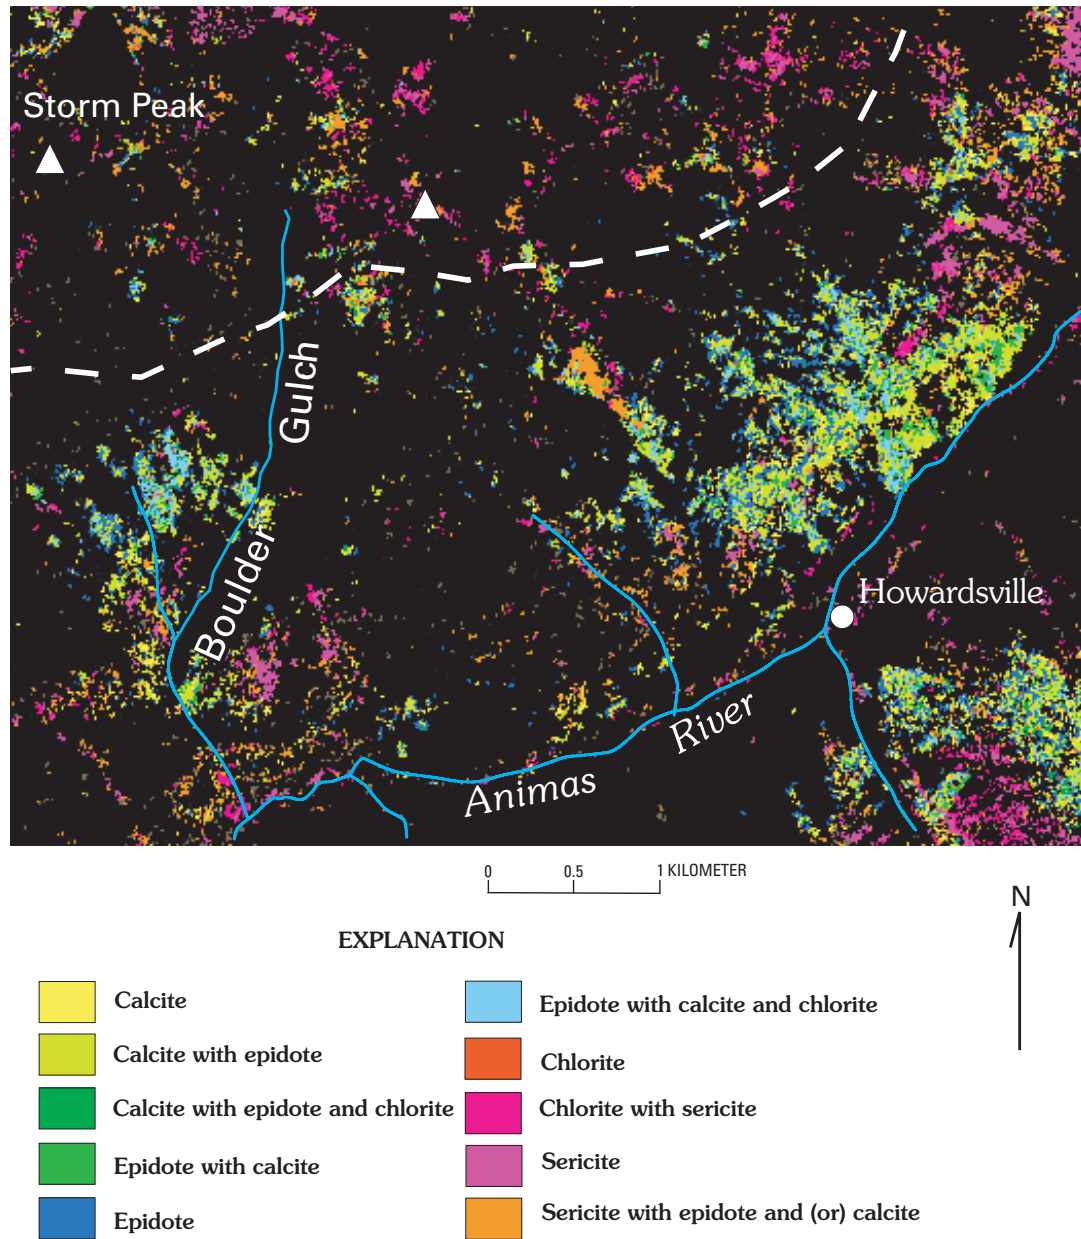 Storm Peak
Gulch
Boulder
Howardsville
River
Animas
0 0.5 1 KILOMETER
N
EXPLANATION
Calcite
Calcite with epidote
Calcite with epidote and chlorite
Epidote with calcite
Epidote
Epidote with calcite and chlorite
Chlorite
Chlorite with sericite
Sericite
Sericite with epidote and (or) calcite